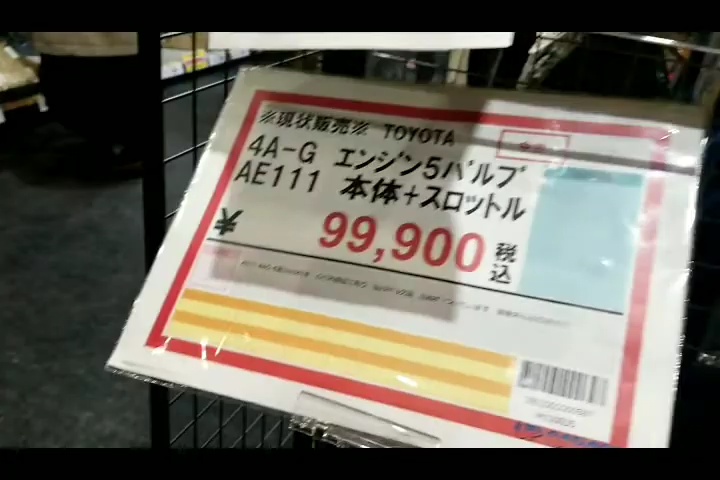 ※現状販売※ TOYOTA
4A-G エンジン5バルブ
AE111 本体+スロットル
¥ 99,900 税込